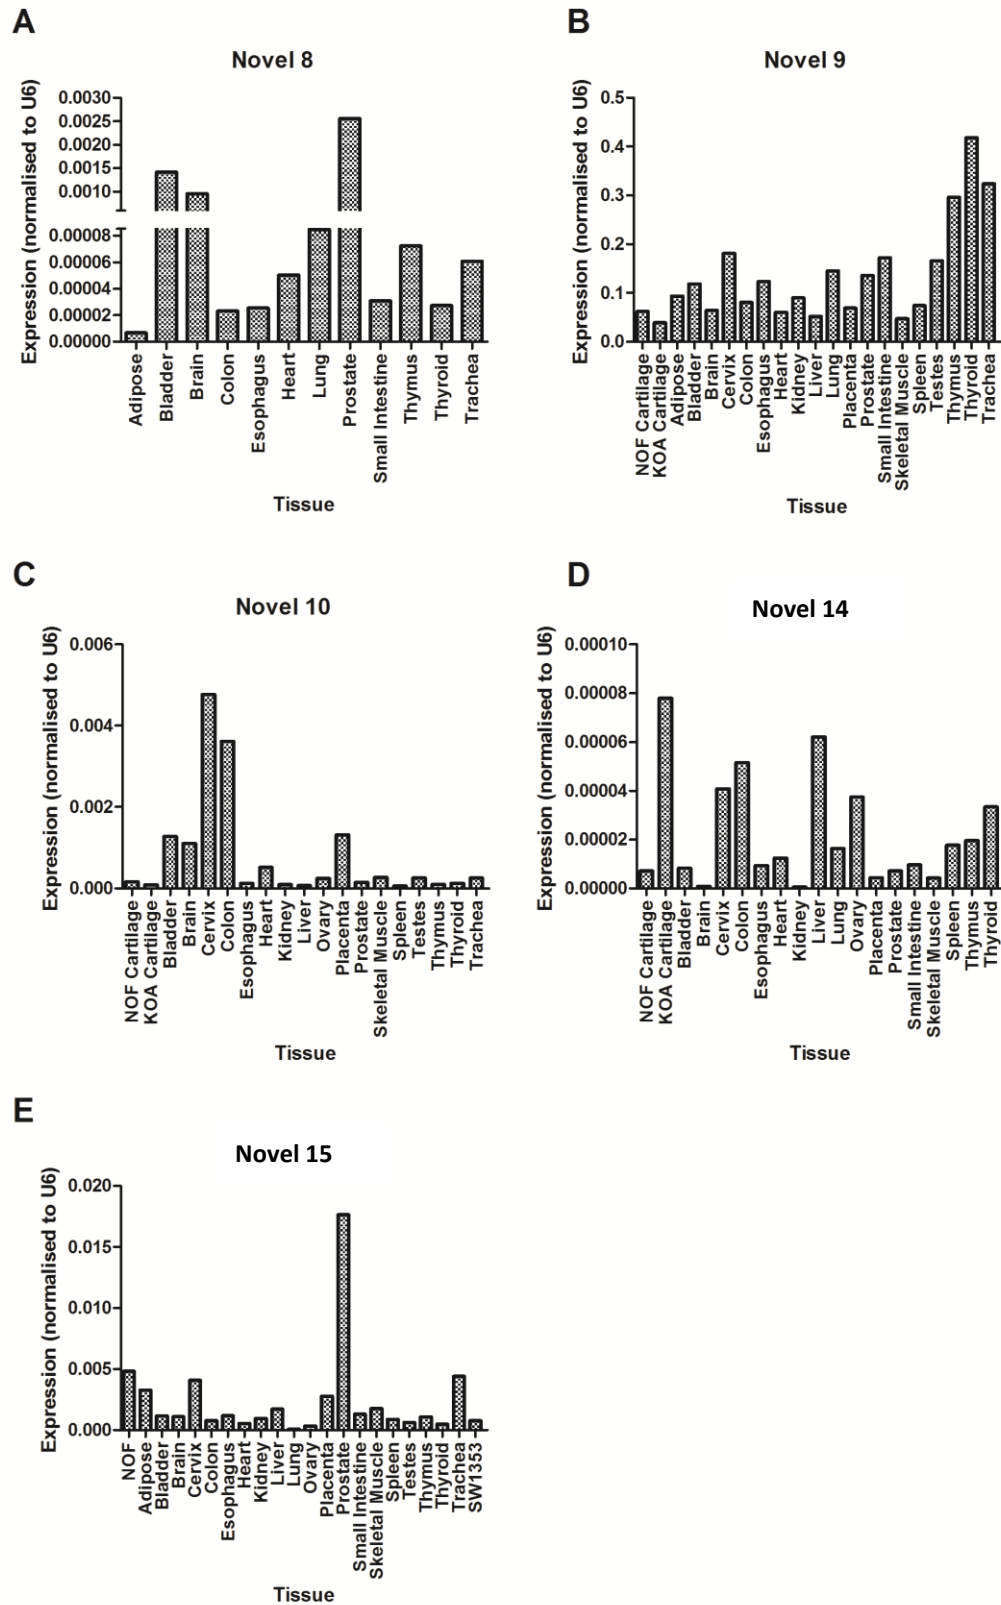 A
Novel 8
Expression (normalised to U6)
0.0030
0.0025
0.0020
0.0015
0.0010
0.00008
0.00006
0.00004
0.00002
0.00000
Adipose
Bladder
Brain
Colon
Esophagus
Heart
Lung
Prostate
Small Intestine
Thymus
Thyroid
Trachea
Tissue
B
Novel 9
Expression (normalised to U6)
0.5
0.4
0.3
0.2
0.1
0.0
NOF Cartilage
KOA Cartilage
Adipose
Bladder
Brain
Cervix
Colon
Esophagus
Heart
Kidney
Liver
Lung
Placenta
Prostate
Small Intestine
Skeletal Muscle
Spleen
Testes
Thymus
Thyroid
Trachea
Tissue
C
Novel 10
Expression (normalised to U6)
0.006
0.004
0.002
0.000
NOF Cartilage
KOA Cartilage
Bladder
Brain
Cervix
Colon
Esophagus
Heart
Kidney
Liver
Ovary
Placenta
Prostate
Skeletal Muscle
Spleen
Testes
Thymus
Thyroid
Trachea
Tissue
D
Novel 14
Expression (normalised to U6)
0.00010
0.00008
0.00006
0.00004
0.00002
0.00000
NOF Cartilage
KOA Cartilage
Bladder
Brain
Cervix
Colon
Esophagus
Heart
Kidney
Liver
Lung
Ovary
Placenta
Prostate
Small Intestine
Skeletal Muscle
Spleen
Thymus
Thyroid
Tissue
E
Novel 15
Expression (normalised to U6)
0.020
0.015
0.010
0.005
0.000
NOF
Adipose
Bladder
Brain
Cervix
Colon
Esophagus
Heart
Kidney
Liver
Lung
Ovary
Placenta
Prostate
Small Intestine
Skeletal Muscle
Spleen
Testes
Thymus
Thyroid
Trachea
SW1353
Tissue